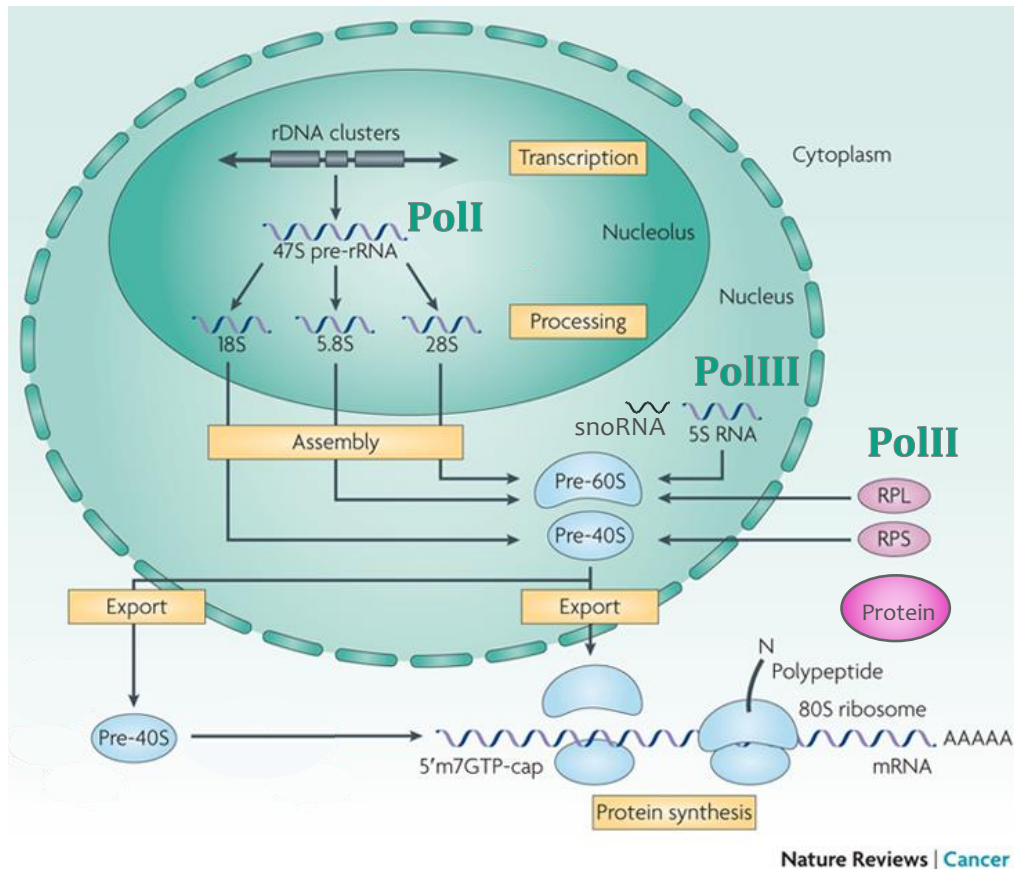 rDNA clusters
Transcription
Cytoplasm
PolI
Nucleolus
47S pre-rRNA
Nucleus
Processing
18S
5.8S
28S
PolIII
snoRNA
5S RNA
PolII
Assembly
Pre-60S
RPL
Pre-40S
RPS
Export
Export
Protein
N
Polypeptide
80S ribosome
Pre-40S
AAAAA
5'm7GTP-cap
mRNA
Protein synthesis
Nature Reviews | Cancer